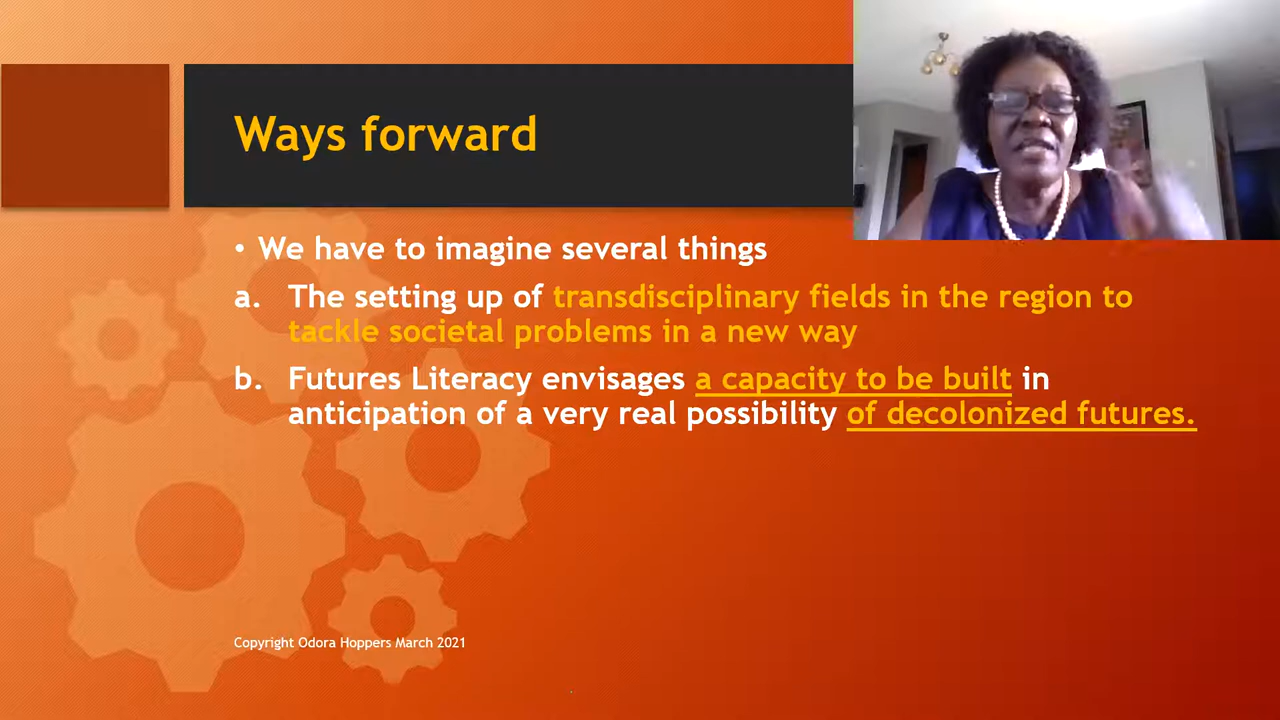 Ways forward
• We have to imagine several things
a. The setting up of transdisciplinary fields in the region to
tackle societal problems in a new way
b. Futures Literacy envisages a capacity to be built in
anticipation of a very real possibility of decolonized futures.
Copyright Odora Hoppers March 2021